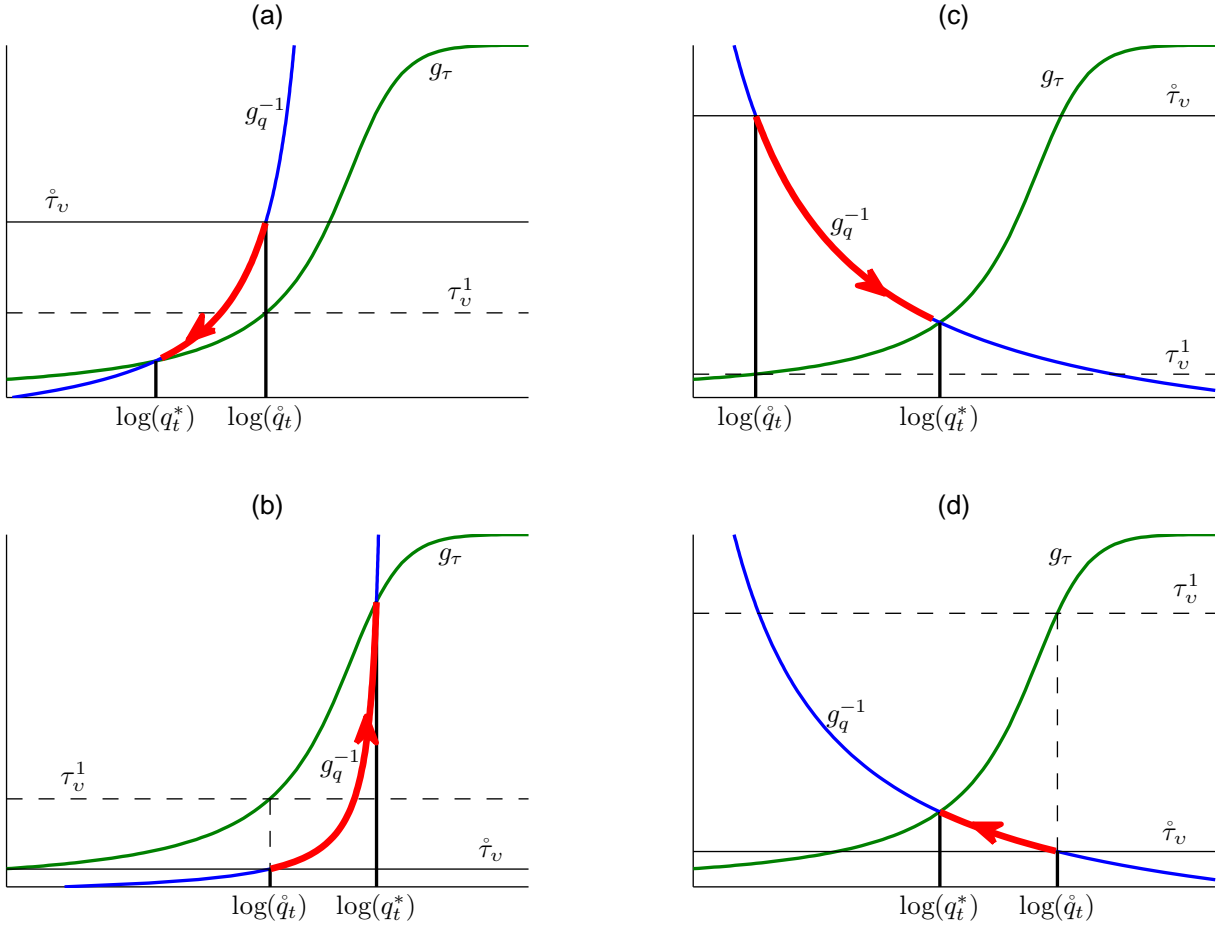 (a)
g_τ
g_q^{-1}
τ̊_υ
τ_υ^1
log(q_t^*) log(q̊_t)
(c)
g_τ
τ̊_υ
g_q^{-1}
τ_υ^1
log(q̊_t) log(q_t^*)
(b)
g_τ
g_q^{-1}
τ_υ^1
τ̊_υ
log(q̊_t) log(q_t^*)
(d)
g_τ
τ_υ^1
g_q^{-1}
τ̊_υ
log(q_t^*) log(q̊_t)